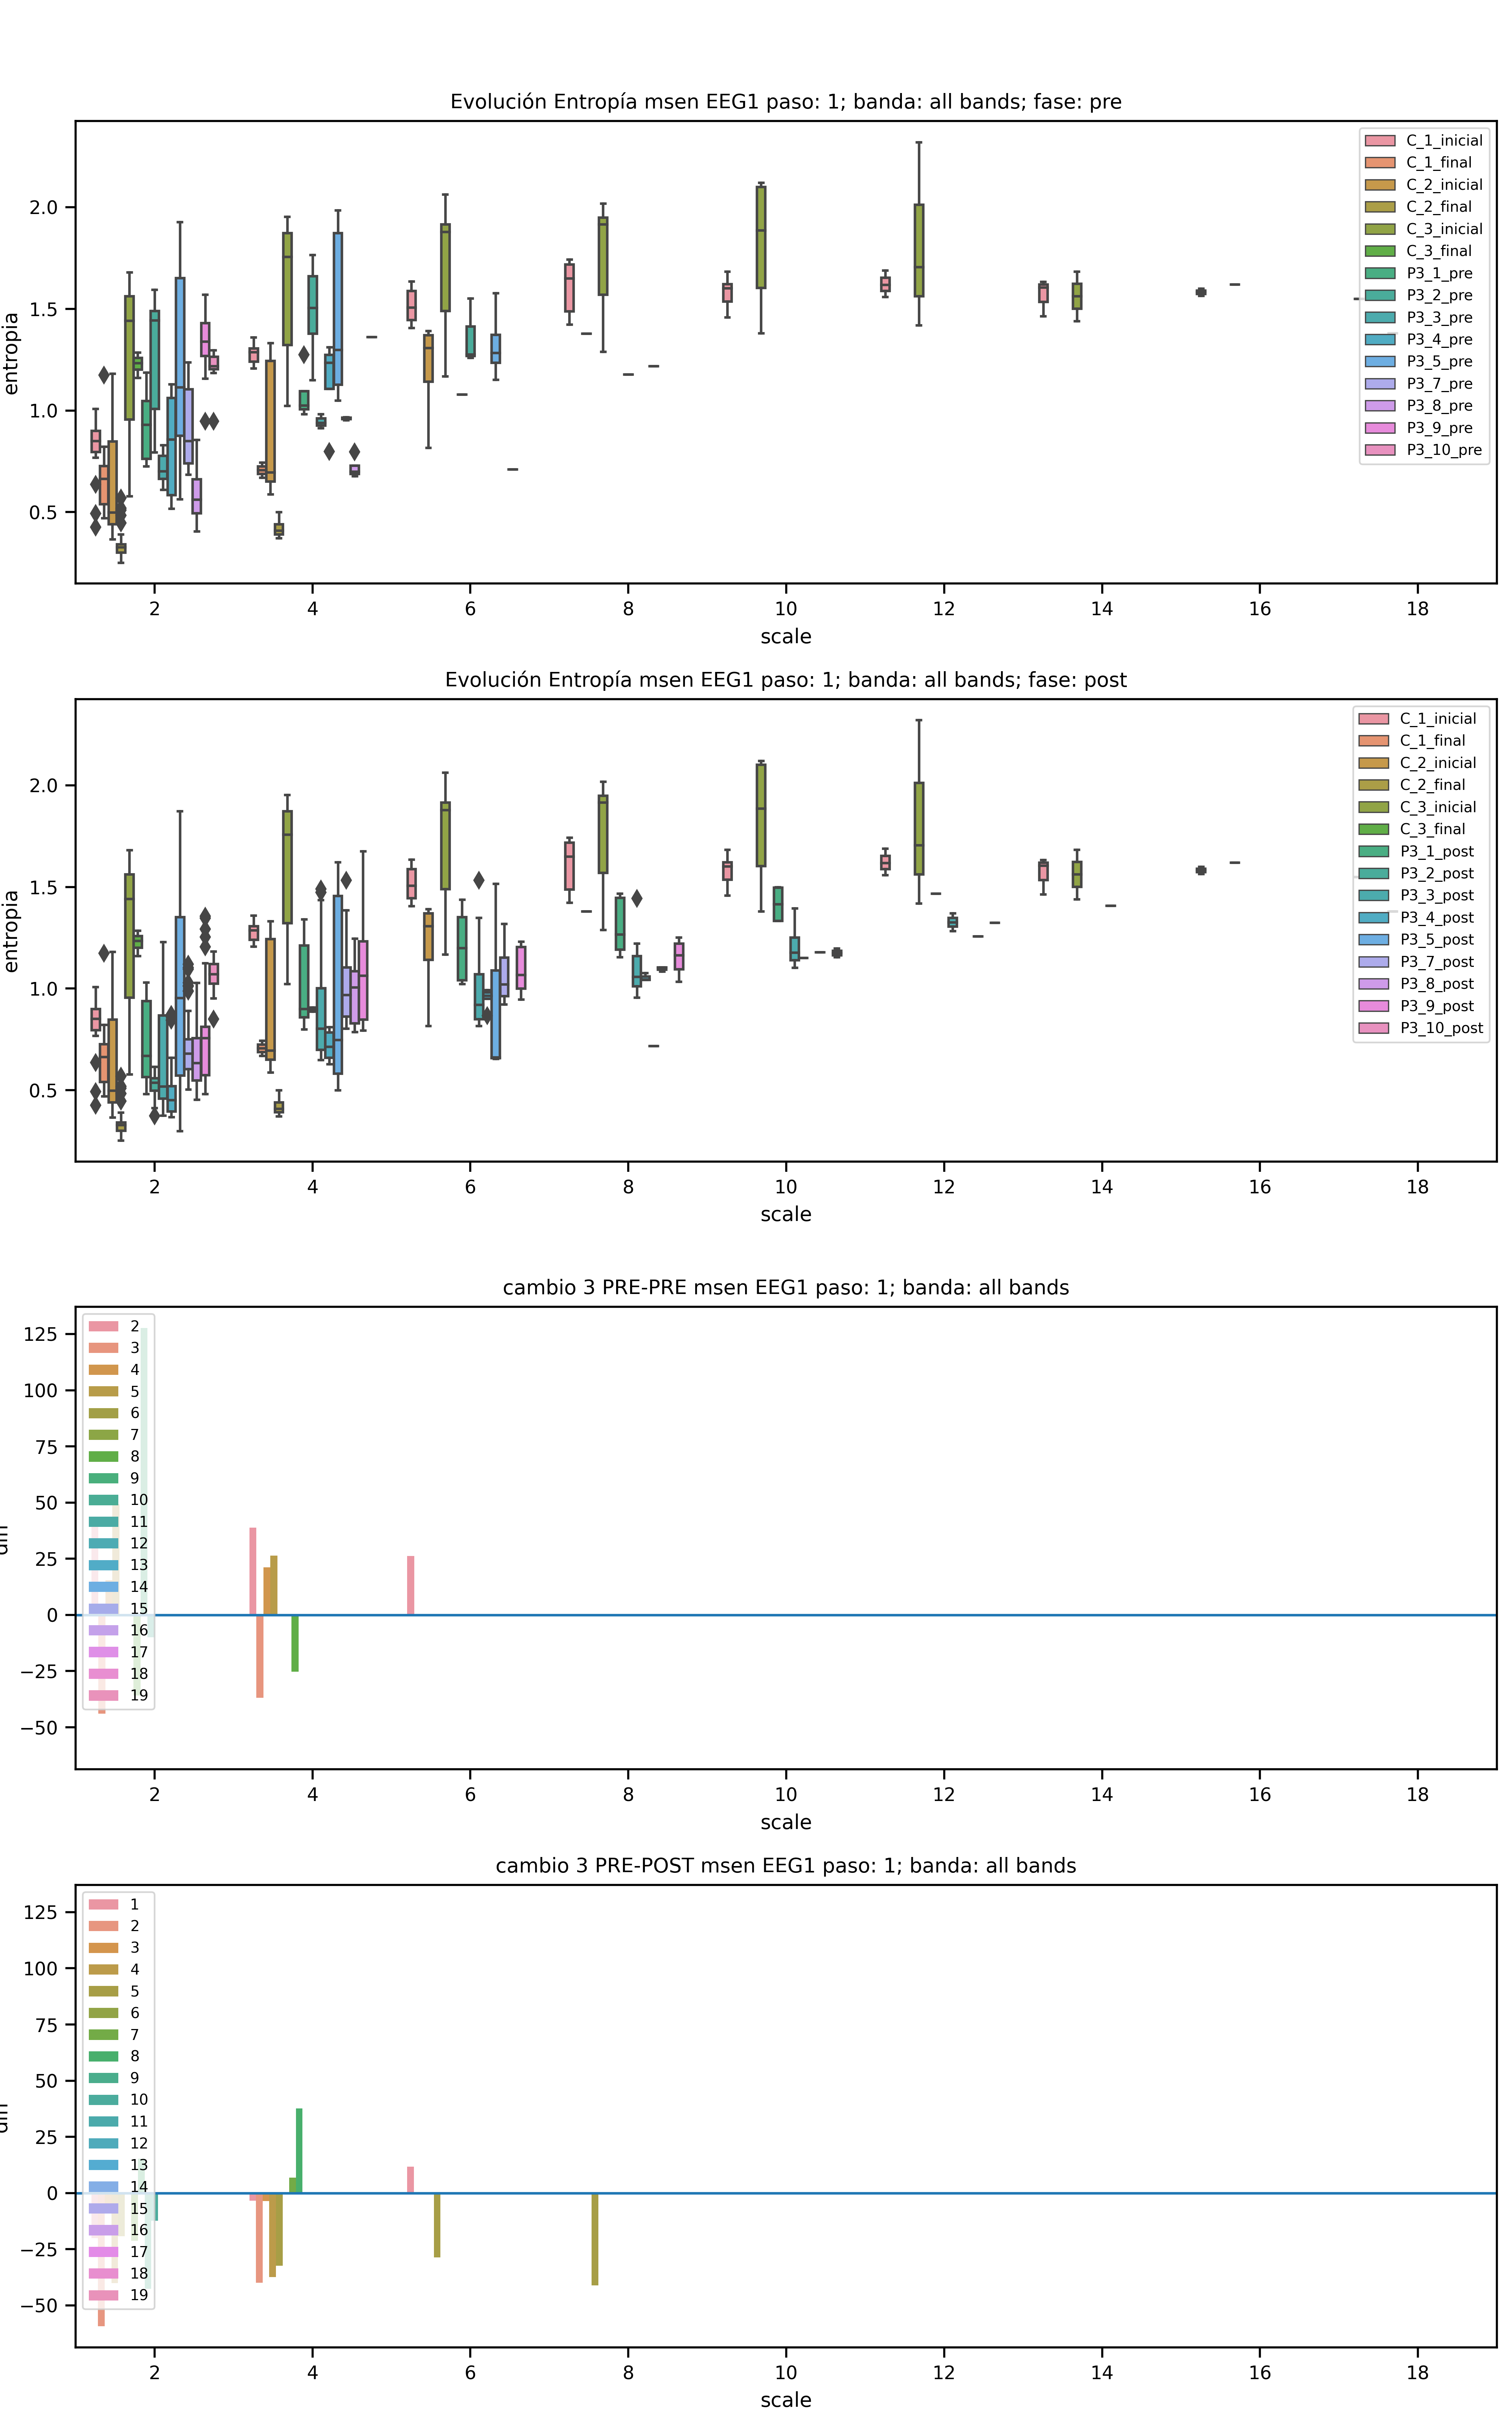 Evolución Entropía msen EEG1 paso: 1; banda: all bands; fase: pre
entropia
2.0
1.5
1.0
0.5
C_1_inicial
C_1_final
C_2_inicial
C_2_final
C_3_inicial
C_3_final
P3_1_pre
P3_2_pre
P3_3_pre
P3_4_pre
P3_5_pre
P3_7_pre
P3_8_pre
P3_9_pre
P3_10_pre
2 4 6 8 10 12 14 16 18
scale
Evolución Entropía msen EEG1 paso: 1; banda: all bands; fase: post
entropia
2.0
1.5
1.0
0.5
C_1_inicial
C_1_final
C_2_inicial
C_2_final
C_3_inicial
C_3_final
P3_1_post
P3_2_post
P3_3_post
P3_4_post
P3_5_post
P3_7_post
P3_8_post
P3_9_post
P3_10_post
2 4 6 8 10 12 14 16 18
scale
cambio 3 PRE-PRE msen EEG1 paso: 1; banda: all bands
125
100
75
50
25
0
−25
−50
2
3
4
5
6
7
8
9
10
11
12
13
14
15
16
17
18
19
2 4 6 8 10 12 14 16 18
scale
cambio 3 PRE-POST msen EEG1 paso: 1; banda: all bands
125
100
75
50
25
0
−25
−50
1
2
3
4
5
6
7
8
9
10
11
12
13
14
15
16
17
18
19
2 4 6 8 10 12 14 16 18
scale